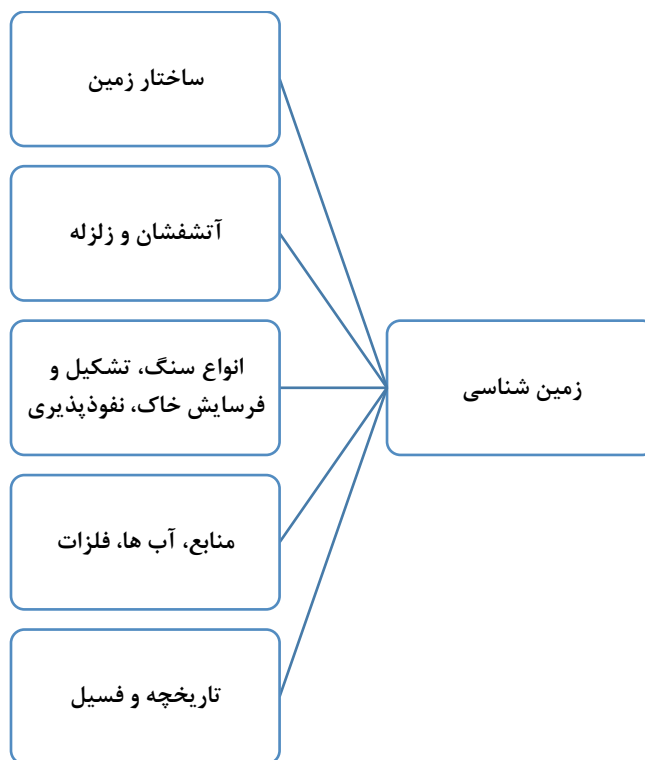 زمین شناسی
ساختار زمین
آتشفشان و زلزله
انواع سنگ، تشکیل و
فرسایش خاک، نفوذپذیری
منابع، آب ها، فلزات
تاریخچه و فسیل